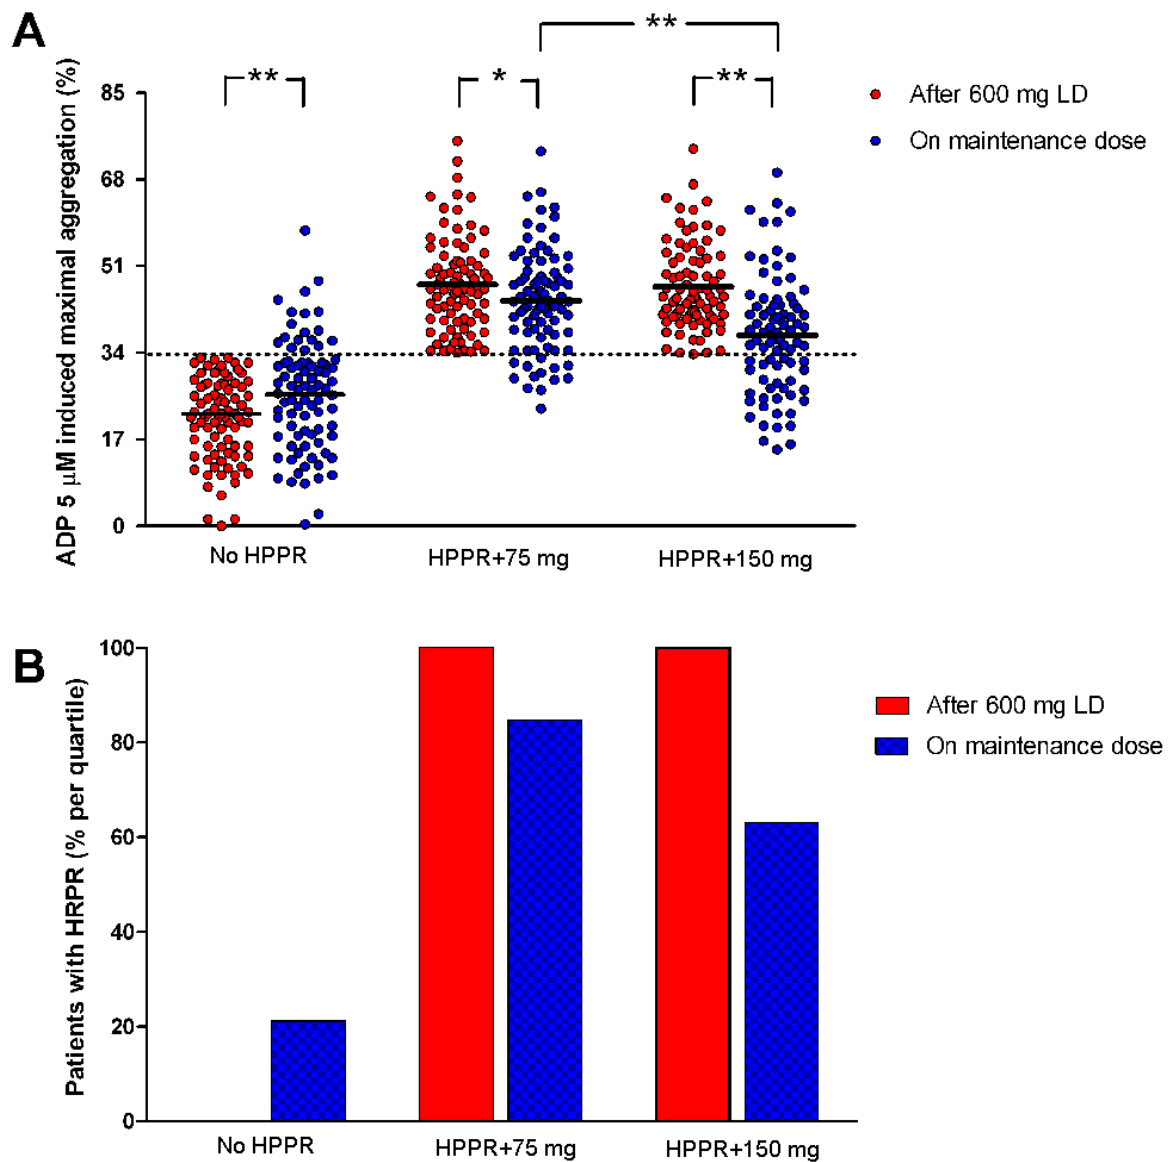 A
**
ADP 5 µM induced maximal aggregation (%)
** * **
85
68
51
34
17
0
After 600 mg LD
On maintenance dose
No HPPR HPPR+75 mg HPPR+150 mg
B
Patients with HRPR (% per quartile)
100
80
60
40
20
0
After 600 mg LD
On maintenance dose
No HPPR HPPR+75 mg HPPR+150 mg